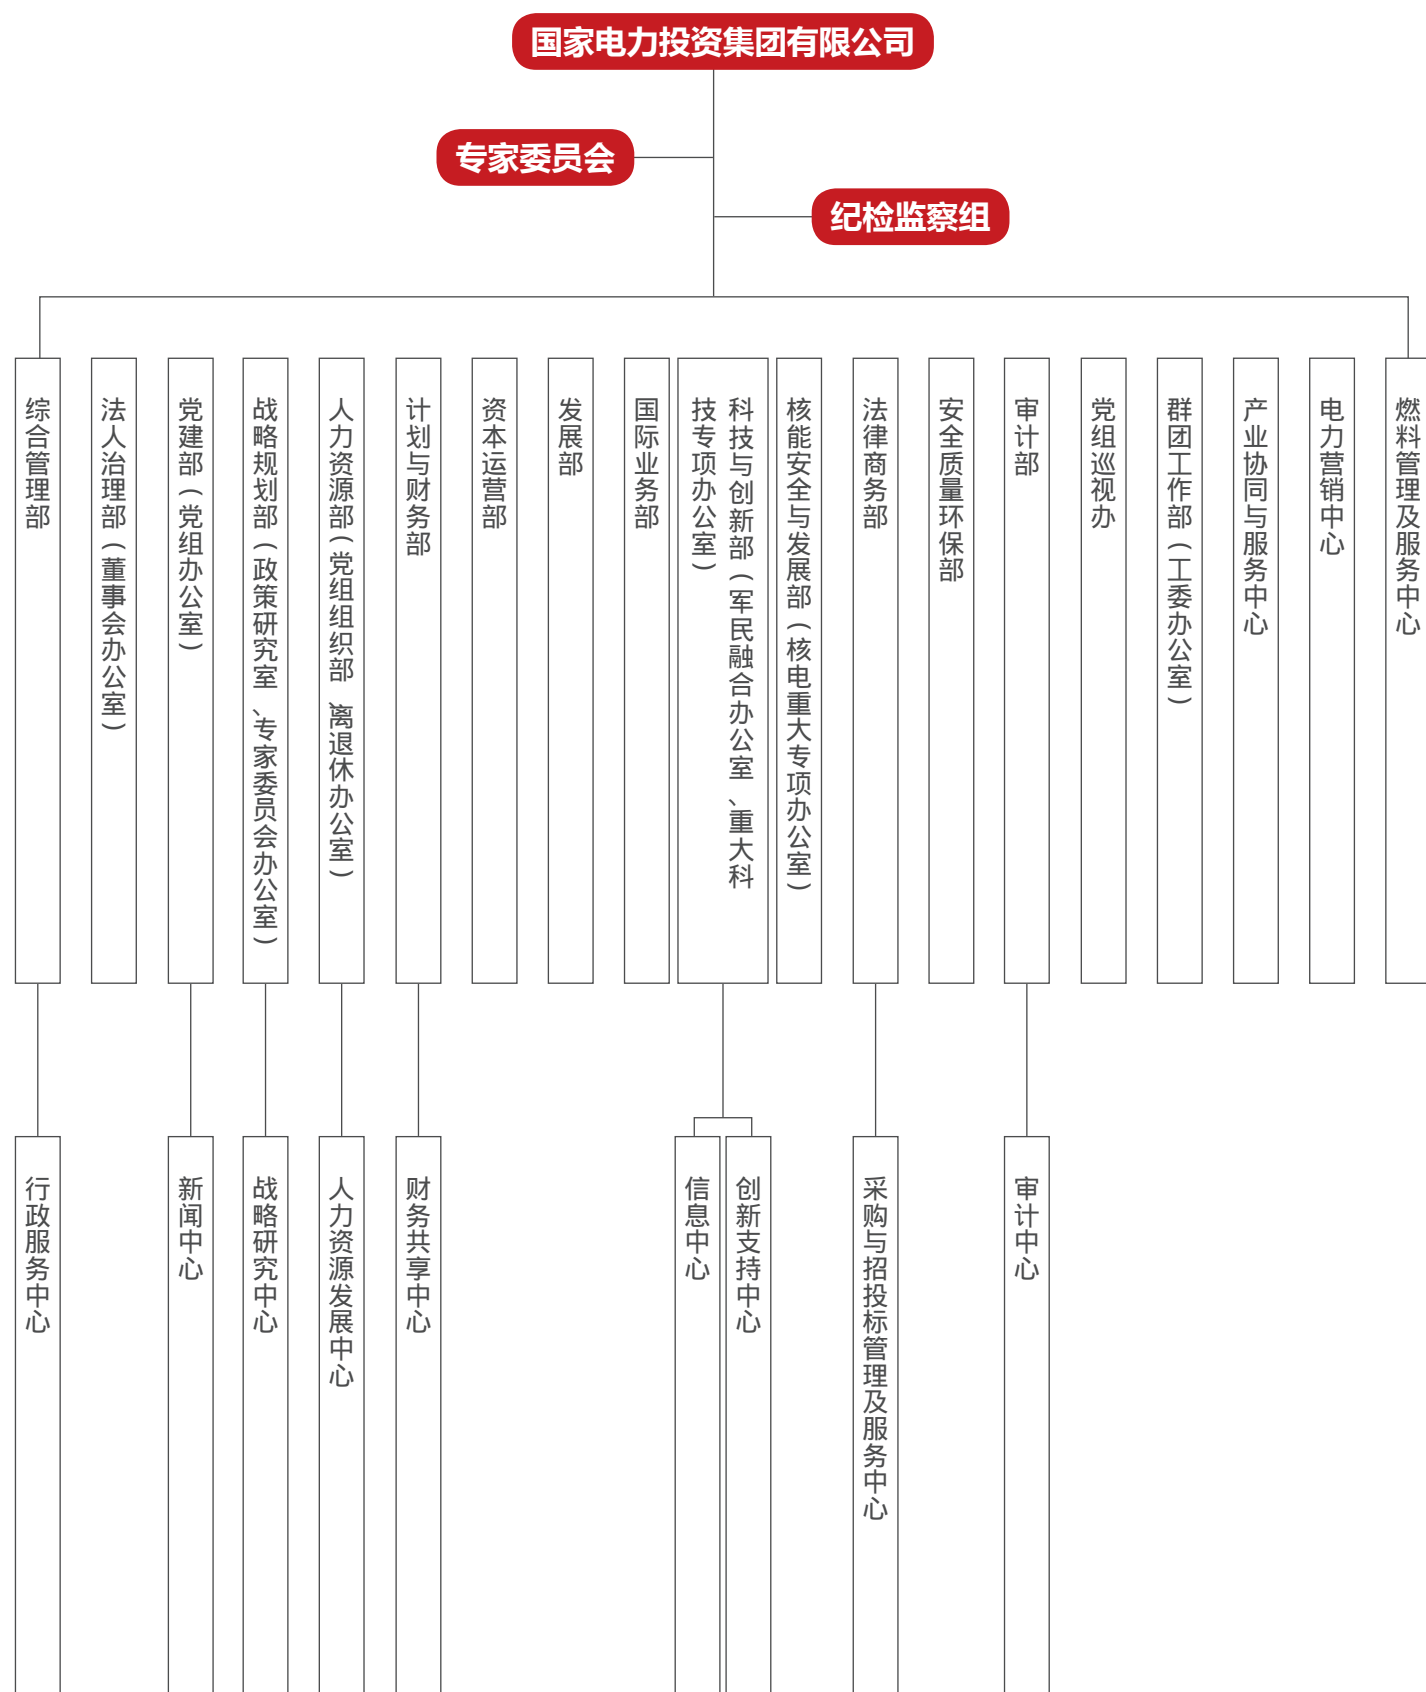 国家电力投资集团有限公司
专家委员会
纪检监察组
综合管理部
法人治理部（董事会办公室）
党建部（党组办公室）
战略规划部（政策研究室、专家委员会办公室）
人力资源部（党组组织部、离退休办公室）
计划与财务部
资本运营部
发展部
国际业务部
科技与创新部（军民融合办公室、重大科
技专项办公室）
核能安全与发展部（核电重大专项办公室）
法律商务部
安全质量环保部
审计部
党组巡视办
群团工作部（工委办公室）
产业协同与服务中心
电力营销中心
燃料管理及服务中心
行政服务中心
新闻中心
战略研究中心
人力资源发展中心
财务共享中心
信息中心
创新支持中心
采购与招投标管理及服务中心
审计中心